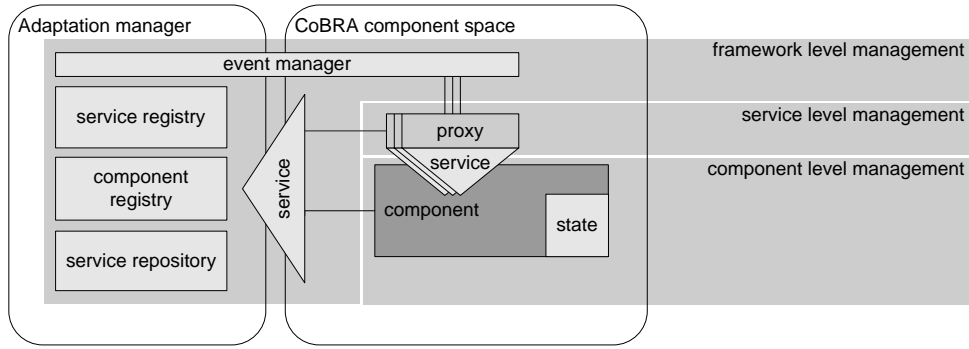 Adaptation manager
CoBRA component space
framework level management
event manager
service registry
service level management
proxy
service
component level management
component
registry
service
component
state
service repository